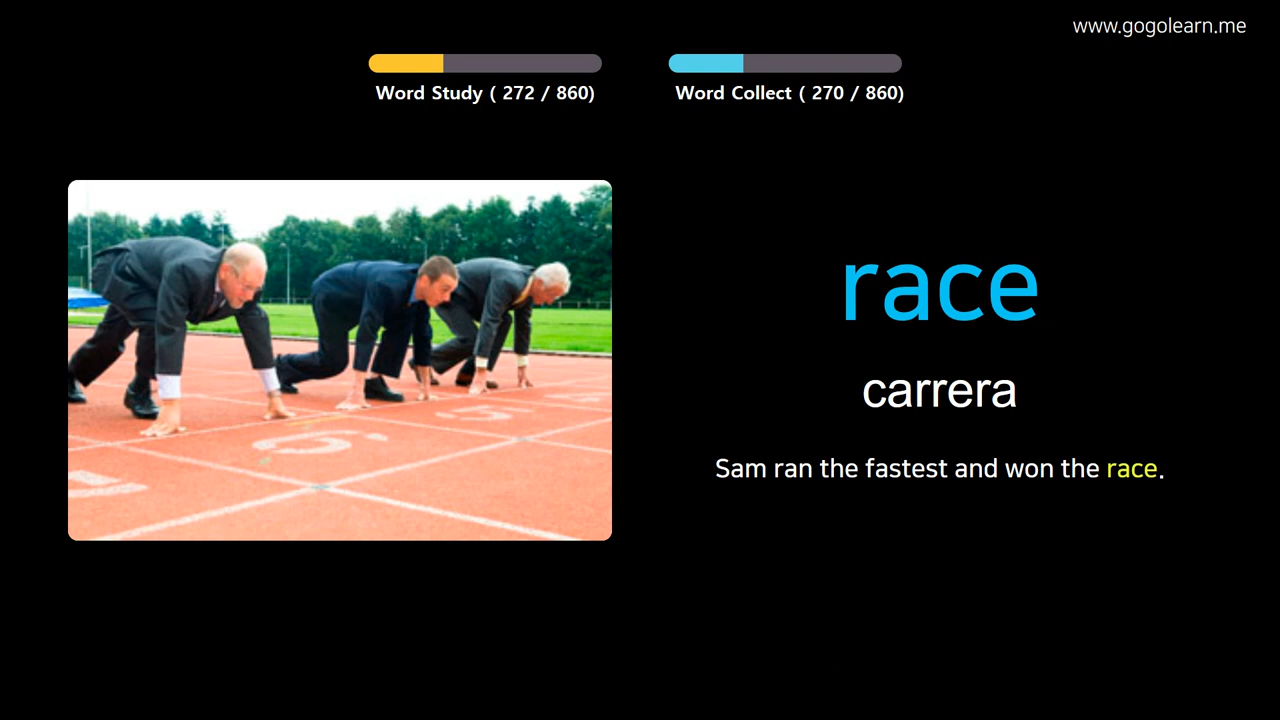 www.gogolearn.me
Word Study ( 272 / 860)
Word Collect ( 270 / 860)
race
carrera
Sam ran the fastest and won the race.